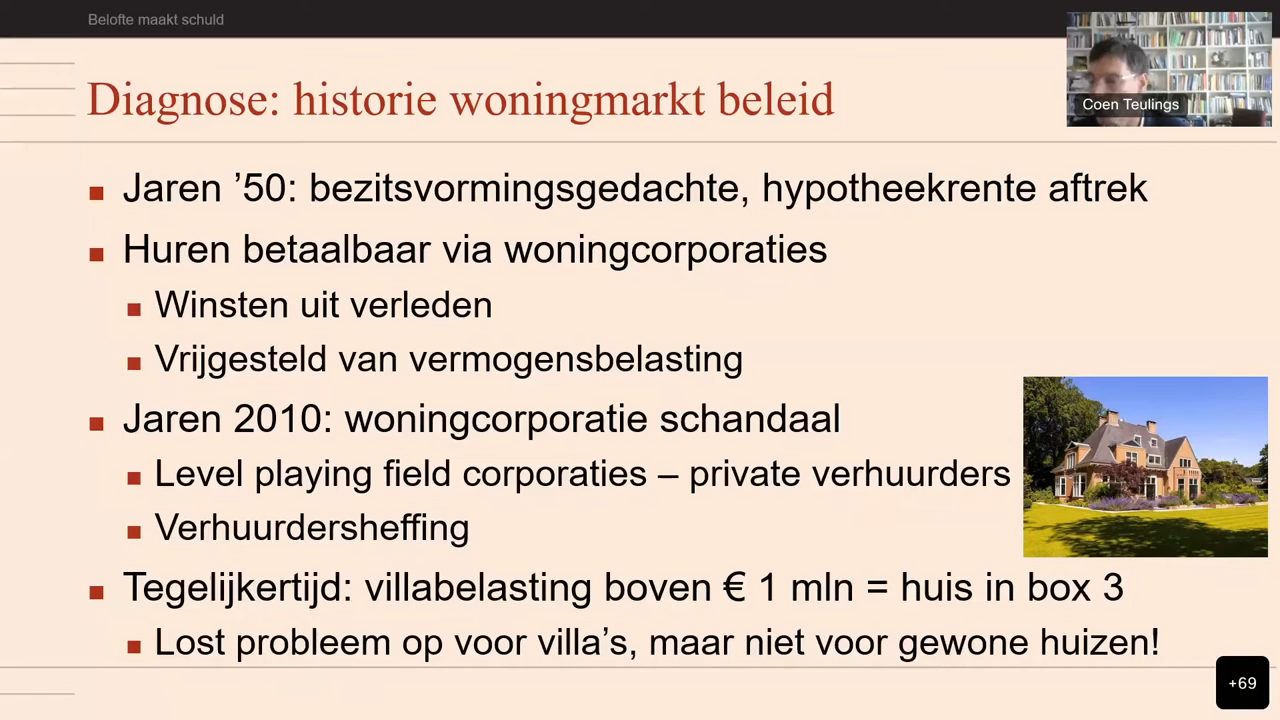 Belofte maakt schuld
Coen Teulings
Diagnose: historie woningmarkt beleid
Jaren ’50: bezitsvormingsgedachte, hypotheekrente aftrek
Huren betaalbaar via woningcorporaties
Winsten uit verleden
Vrijgesteld van vermogensbelasting
Jaren 2010: woningcorporatie schandaal
Level playing field corporaties – private verhuurders
Verhuurdersheffing
Tegelijkertijd: villabelasting boven € 1 mln = huis in box 3
Lost probleem op voor villa’s, maar niet voor gewone huizen!
+69